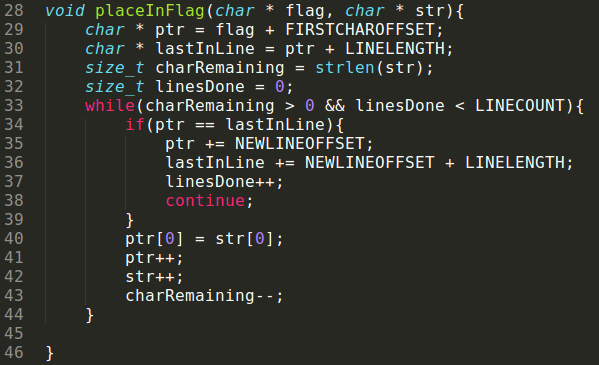 28 void placeInFlag(char * flag, char * str){
29     char * ptr = flag + FIRSTCHAROFFSET;
30     char * lastInLine = ptr + LINELENGTH;
31     size_t charRemaining = strlen(str);
32     size_t linesDone = 0;
33     while(charRemaining > 0 && linesDone < LINECOUNT){
34         if(ptr == lastInLine){
35             ptr += NEWLINEOFFSET;
36             lastInLine += NEWLINEOFFSET + LINELENGTH;
37             linesDone++;
38             continue;
39         }
40         ptr[0] = str[0];
41         ptr++;
42         str++;
43         charRemaining--;
44     }
45
46 }